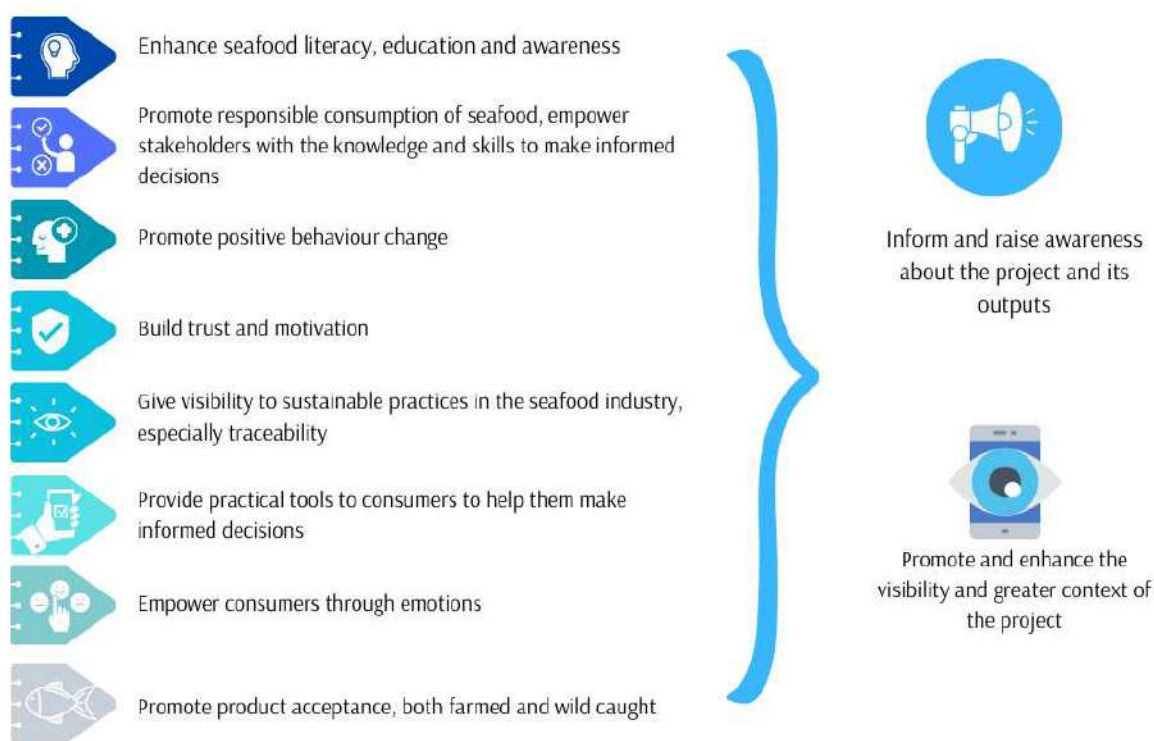 Enhance seafood literacy, education and awareness
Promote responsible consumption of seafood, empower
stakeholders with the knowledge and skills to make informed
decisions
Promote positive behaviour change
Build trust and motivation
Give visibility to sustainable practices in the seafood industry,
especially traceability
Provide practical tools to consumers to help them make
informed decisions
Empower consumers through emotions
Promote product acceptance, both farmed and wild caught
Inform and raise awareness
about the project and its
outputs
Promote and enhance the
visibility and greater context of
the project